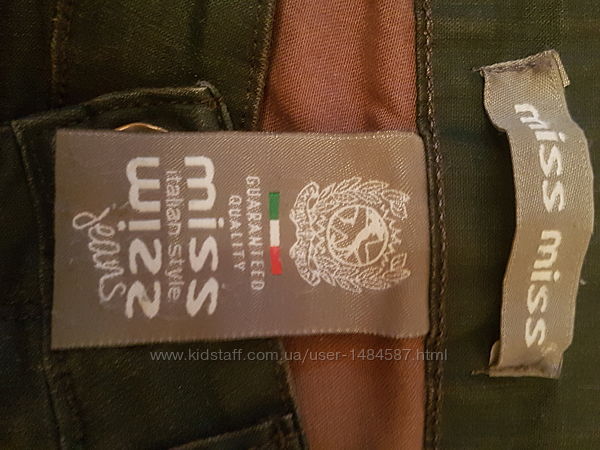 GUARANTEED
QUALITY
miss
italian style
wizz
jeans
miss miss
www.kidstaff.com.ua/user-1484587.html